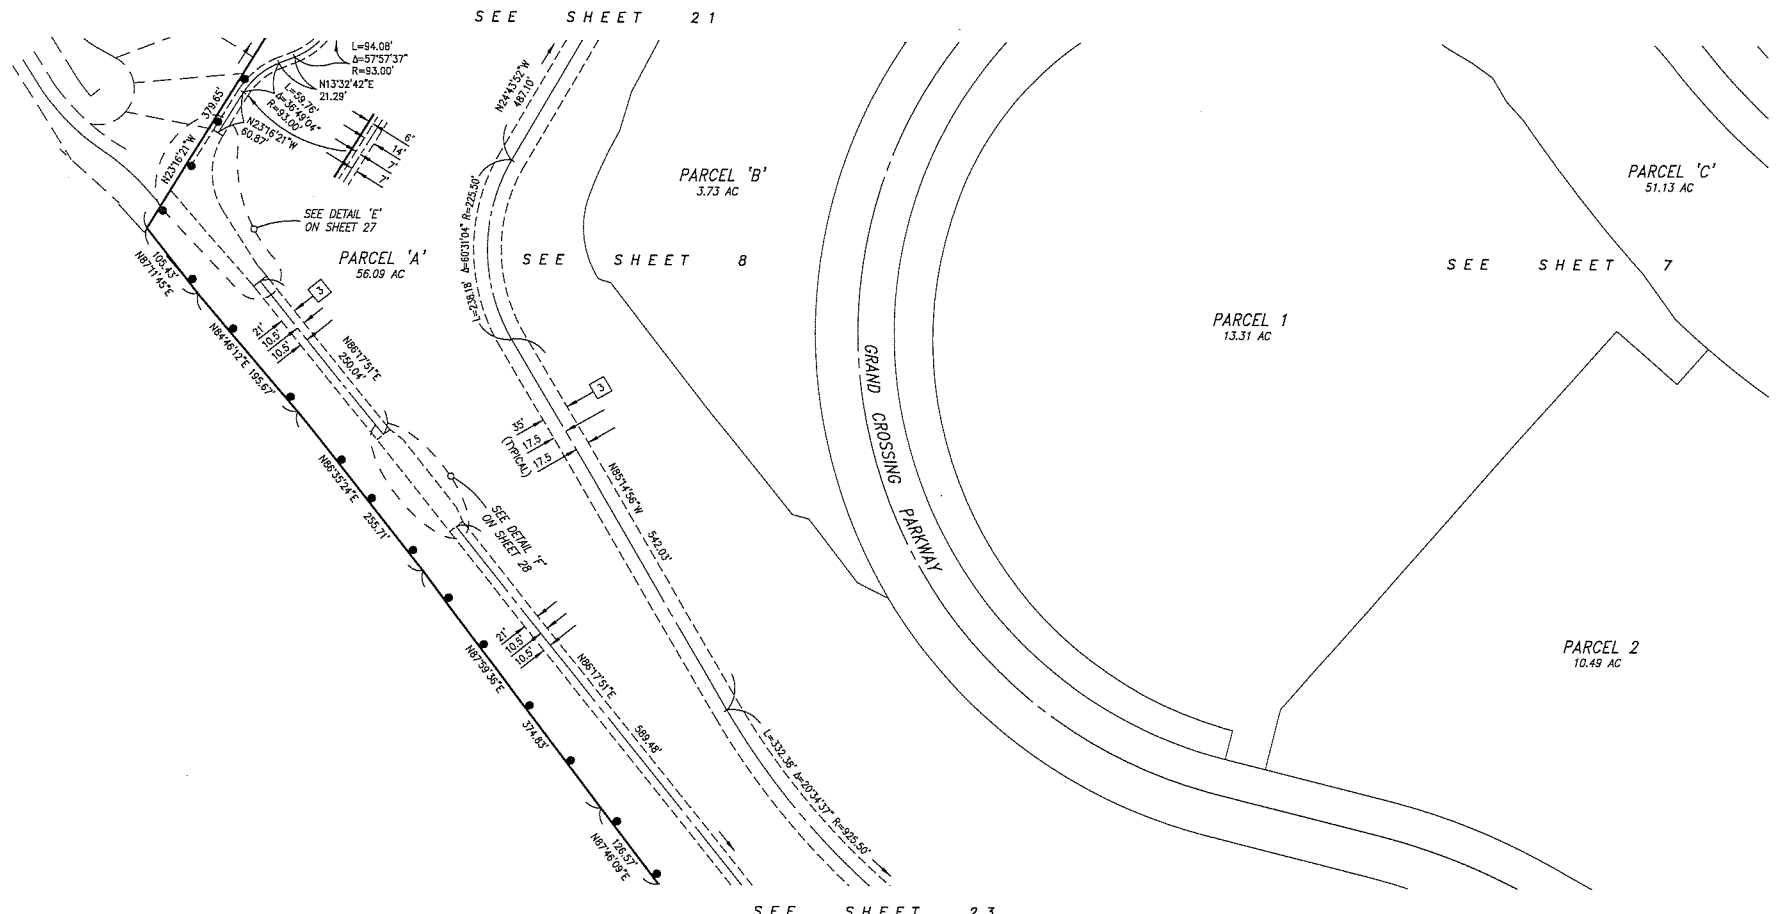 SEE SHEET 21
L=94.08'
Δ=57°57'37"
R=93.00'
N13°32'42"E
21.29'
L=59.76'
Δ=36°49'04"
R=93.00'
N23°16'21"W
60.87'
379.65'
N23°16'21"W
6'
14'
7'
7'
SEE DETAIL 'E'
ON SHEET 27
PARCEL 'A'
56.09 AC
N24°43'52"W
487.10'
L=238.18' Δ=60°31'04" R=225.50'
PARCEL 'B'
3.73 AC
SEE SHEET 8
PARCEL 'C'
51.13 AC
SEE SHEET 7
PARCEL 1
13.31 AC
105.43'
N87°11'45"E
3
21'
10.5'
10.5'
N86°17'51"E
250.04'
N84°46'12"E 195.67'
3
35'
17.5
(TYPICAL)
17.5
GRAND CROSSING PARKWAY
N86°35'24"E
255.71'
SEE DETAIL 'F'
ON SHEET 28
N85°14'56"W
542.03'
21'
10.5'
10.5'
N86°17'51"E
589.48'
N87°59'36"E
374.83'
PARCEL 2
10.49 AC
L=332.38' Δ=20°34'37" R=925.50'
126.57'
N87°46'09"E
SEE SHEET 23